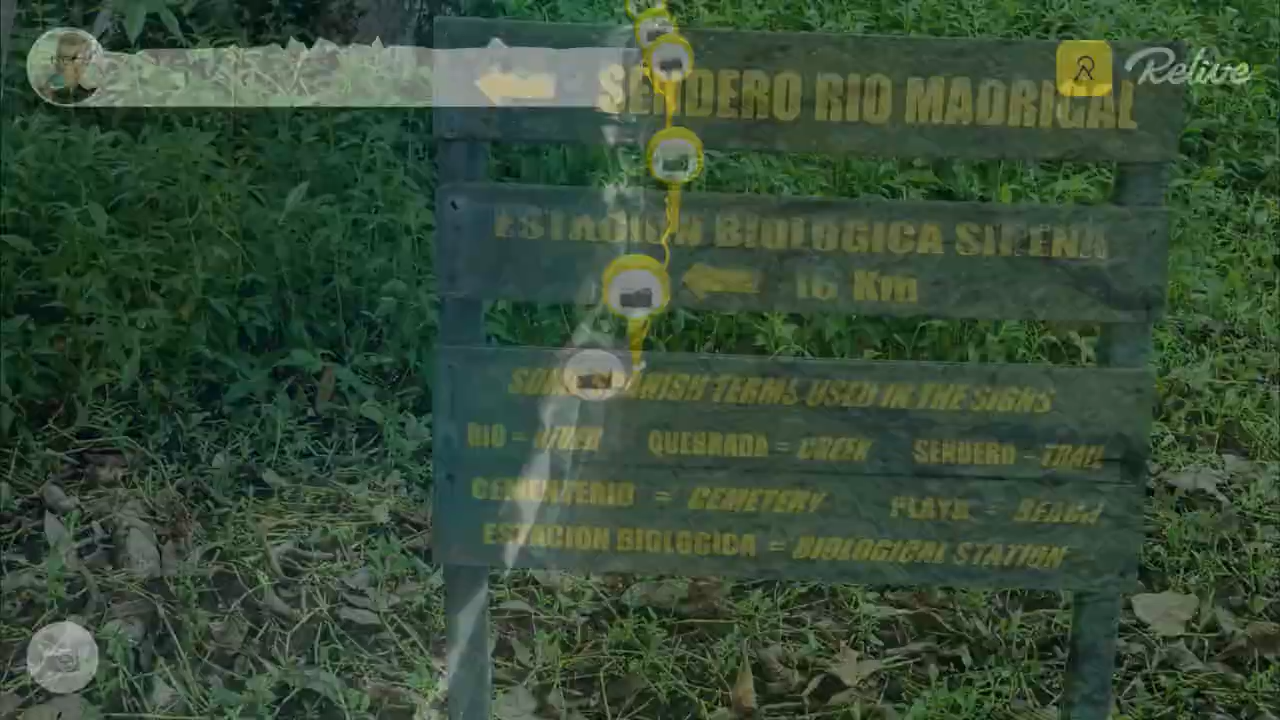 SENDERO RIO MADRIGAL
Relive
ESTACION BIOLOGICA SIRENA
16 Km
SOME SPANISH TERMS USED IN THE SIGNS
RIO = RIVER QUEBRADA = CREEK SENDERO = TRAIL
CEMENTERIO = CEMETERY PLAYA = BEACH
ESTACION BIOLOGICA = BIOLOGICAL STATION